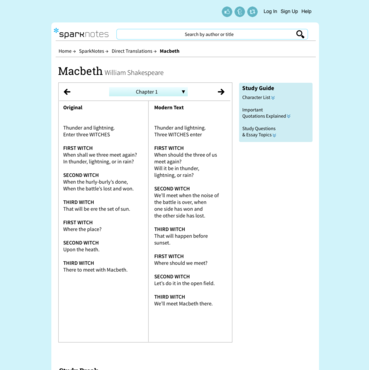 Log In Sign Up Help
sparknotes
Search by author or title
Home SparkNotes Direct Translations Macbeth
Macbeth William Shakespeare
Chapter 1
Original
Thunder and lightning.
Enter three WITCHES
FIRST WITCH
When shall we three meet again?
In thunder, lightning, or in rain?
SECOND WITCH
When the hurly-burly's done,
When the battle's lost and won.
THIRD WITCH
That will be ere the set of sun.
FIRST WITCH
Where the place?
SECOND WITCH
Upon the heath.
THIRD WITCH
There to meet with Macbeth.
Modern Text
Thunder and lightning.
Three WITCHES enter
FIRST WITCH
When should the three of us
meet again?
Will it be in thunder,
lightning, or rain?
SECOND WITCH
We'll meet when the noise of
the battle is over, when
one side has won and
the other side has lost.
THIRD WITCH
That will happen before
sunset.
FIRST WITCH
Where should we meet?
SECOND WITCH
Let's do it in the open field.
THIRD WITCH
We'll meet Macbeth there.
Study Guide
Character List
Important
Quotations Explained
Study Questions
& Essay Topics